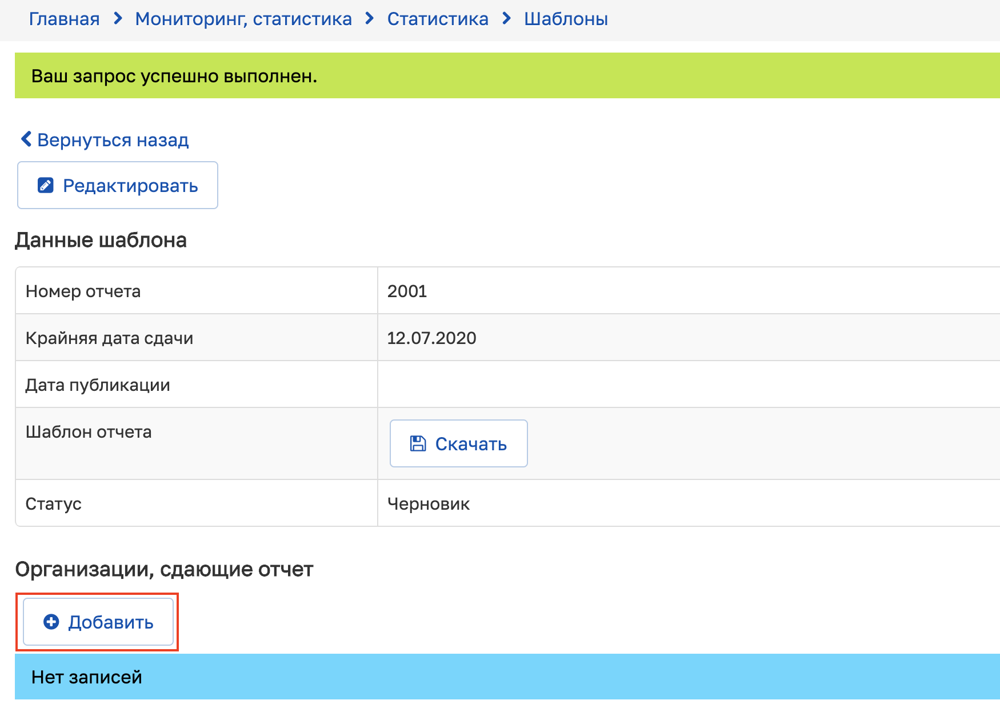 Главная > Мониторинг, статистика > Статистика > Шаблоны
Ваш запрос успешно выполнен.
Вернуться назад
Редактировать
Данные шаблона
Номер отчета 2001
Крайняя дата сдачи 12.07.2020
Дата публикации
Шаблон отчета Скачать
Статус Черновик
Организации, сдающие отчет
Добавить
Нет записей